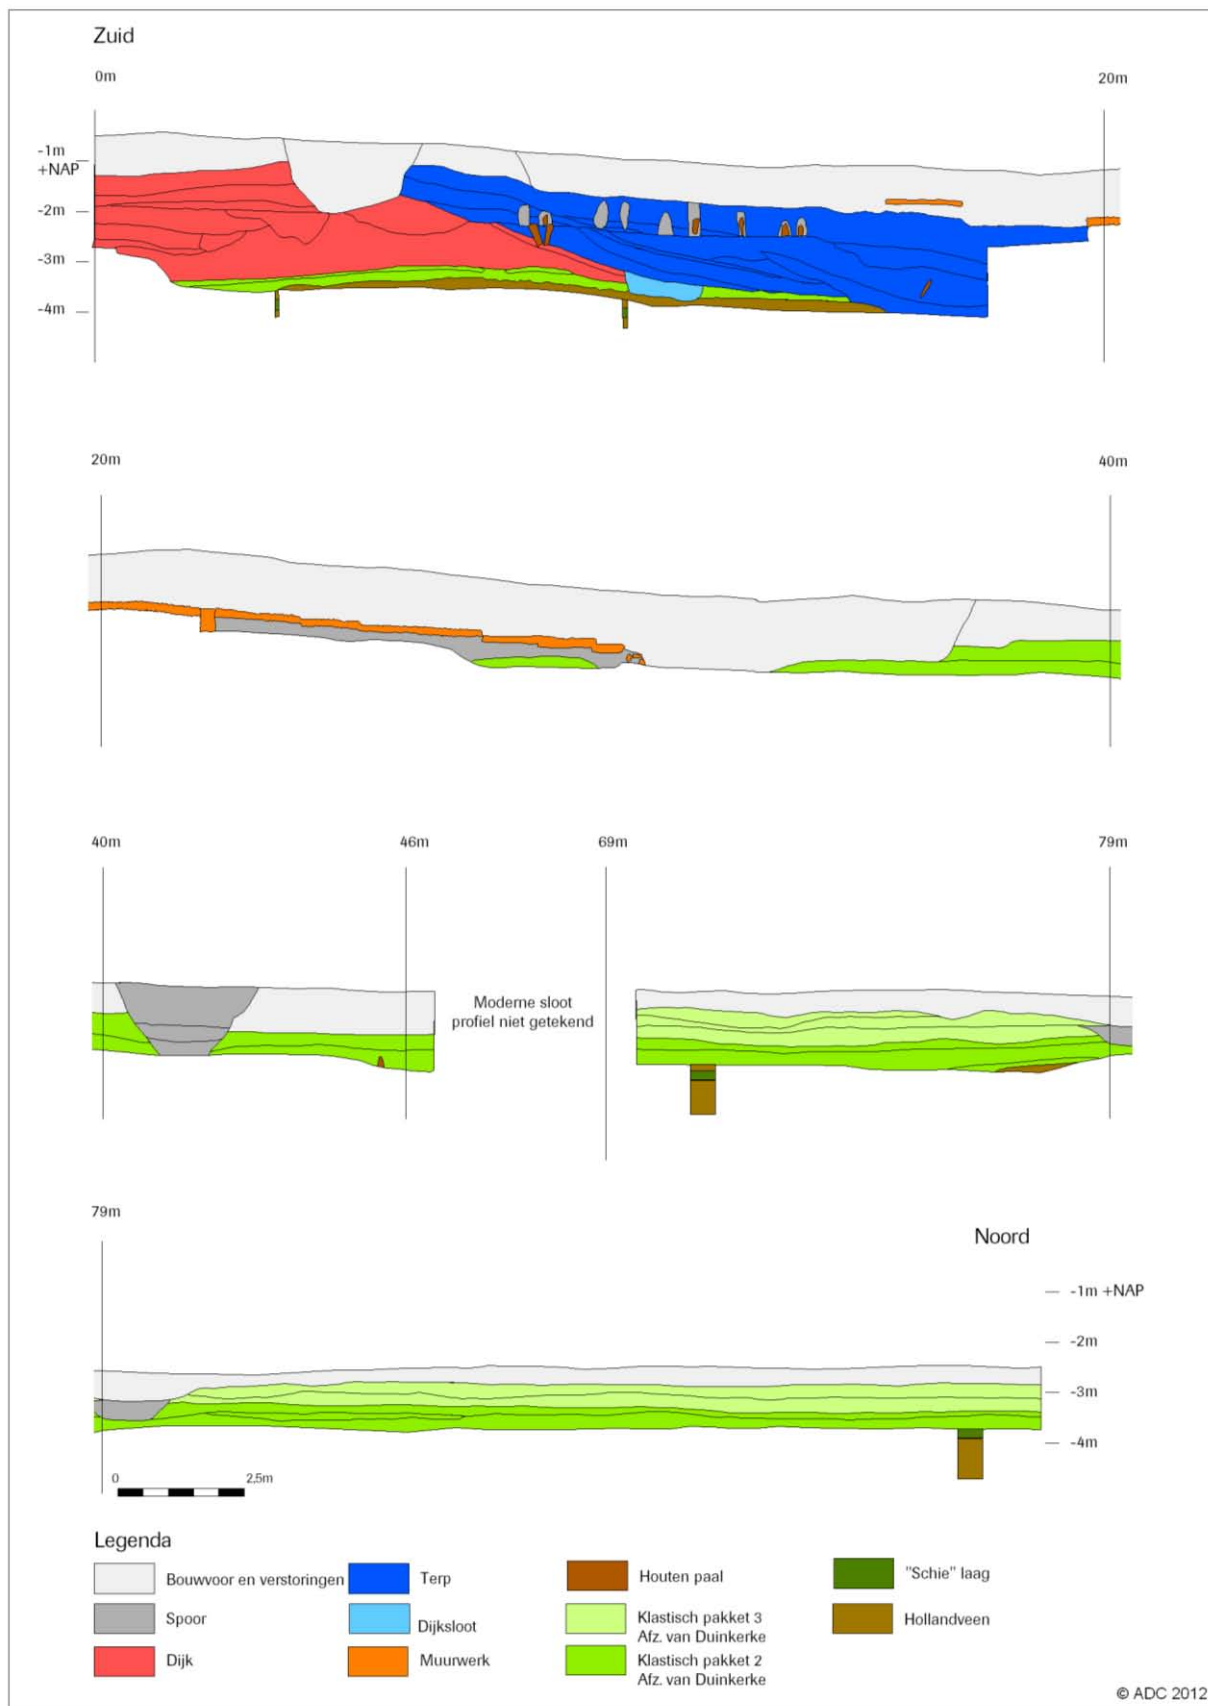 Zuid
0m
20m
-1m
+NAP
-2m
-3m
-4m
20m
40m
40m
46m
69m
79m
Moderne sloot
profiel niet getekend
79m
Noord
-1m +NAP
-2m
-3m
-4m
0
2,5m
Legenda
Bouwvoor en verstoringen
Terp
Houten paal
"Schie" laag
Spoor
Dijksloot
Klastisch pakket 3
Afz. van Duinkerke
Hollandveen
Dijk
Muurwerk
Klastisch pakket 2
Afz. van Duinkerke
© ADC 2012